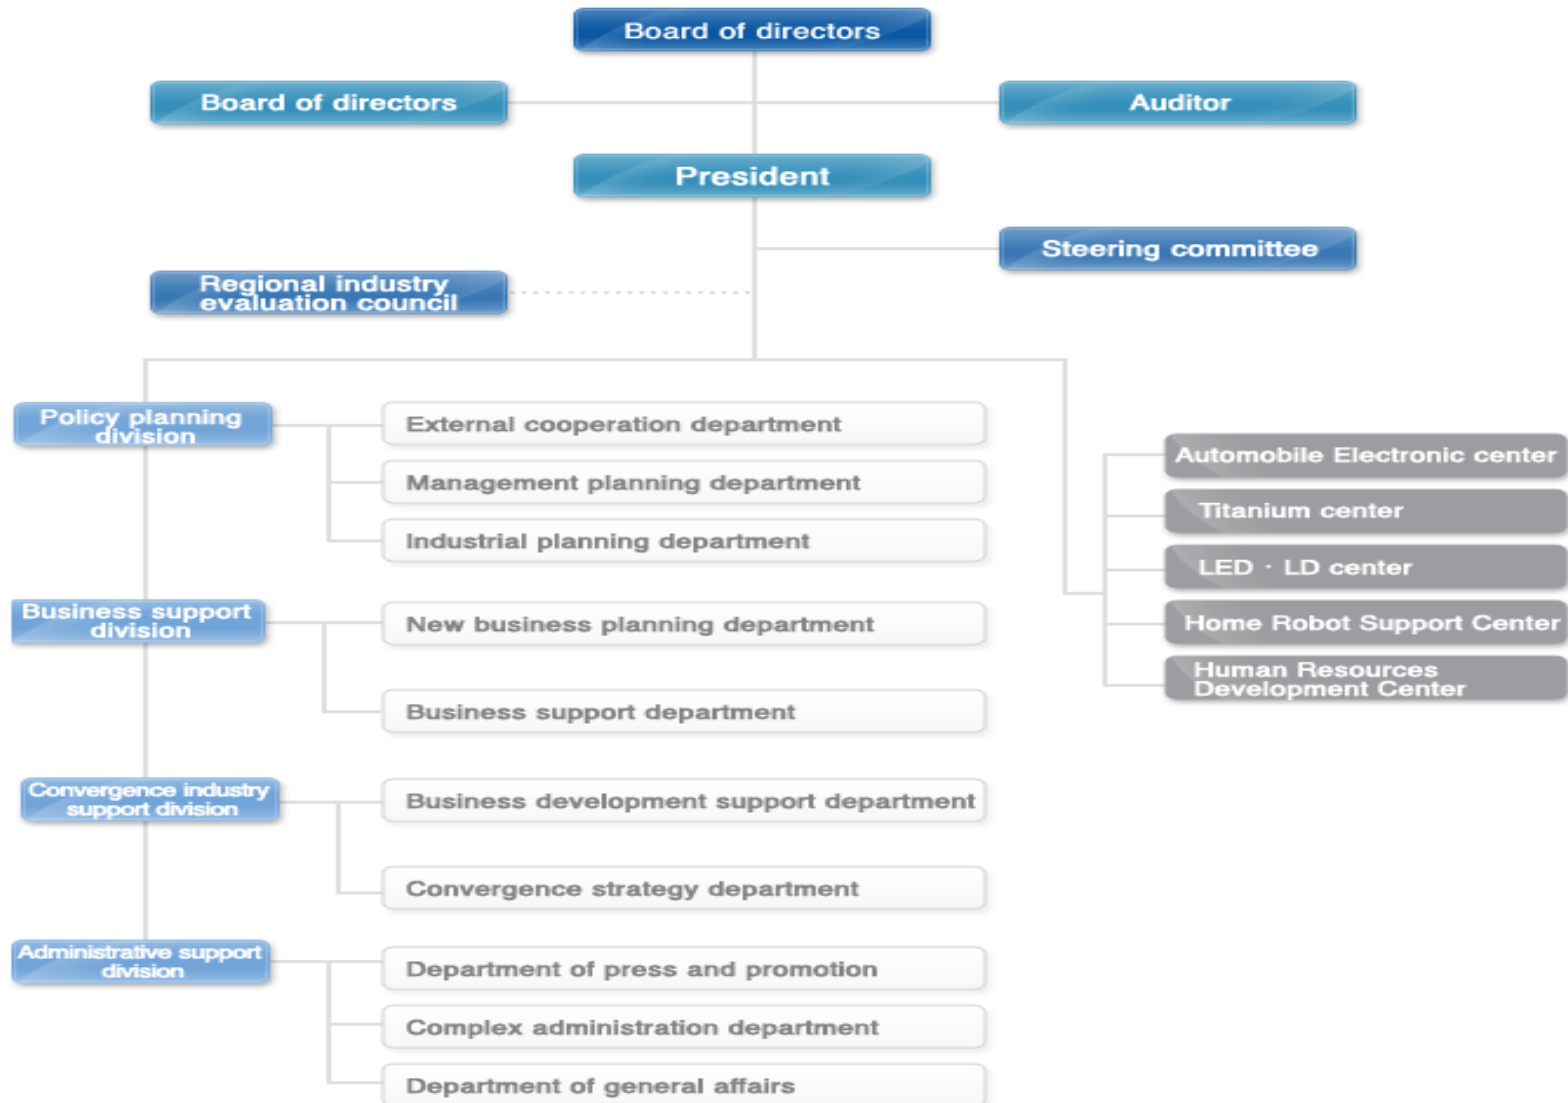 Board of directors
Board of directors
Auditor
President
Steering committee
Regional industry
evaluation council
Policy planning
division
External cooperation department
Management planning department
Industrial planning department
Business support
division
New business planning department
Business support department
Convergence industry
support division
Business development support department
Convergence strategy department
Administrative support
division
Department of press and promotion
Complex administration department
Department of general affairs
Automobile Electronic center
Titanium center
LED · LD center
Home Robot Support Center
Human Resources
Development Center